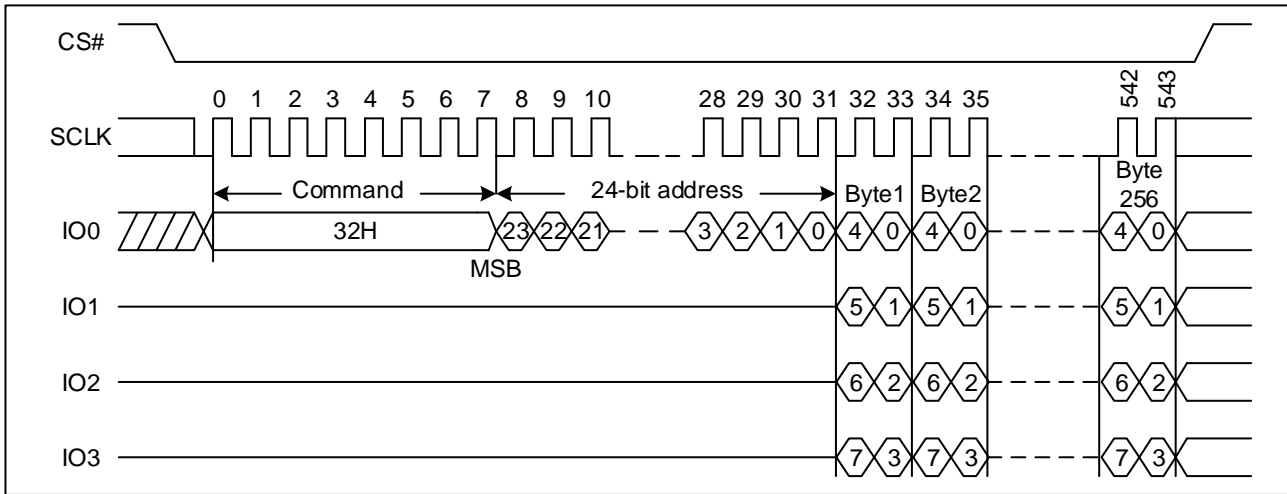 CS#
0 1 2 3 4 5 6 7 8 9 10 28 29 30 31 32 33 34 35 542 543
SCLK
Command 24-bit address Byte1 Byte2 Byte
256
IO0 32H 23 22 21 3 2 1 0 4 0 4 0 4 0
MSB
IO1 5 1 5 1 5 1
IO2 6 2 6 2 6 2
IO3 7 3 7 3 7 3